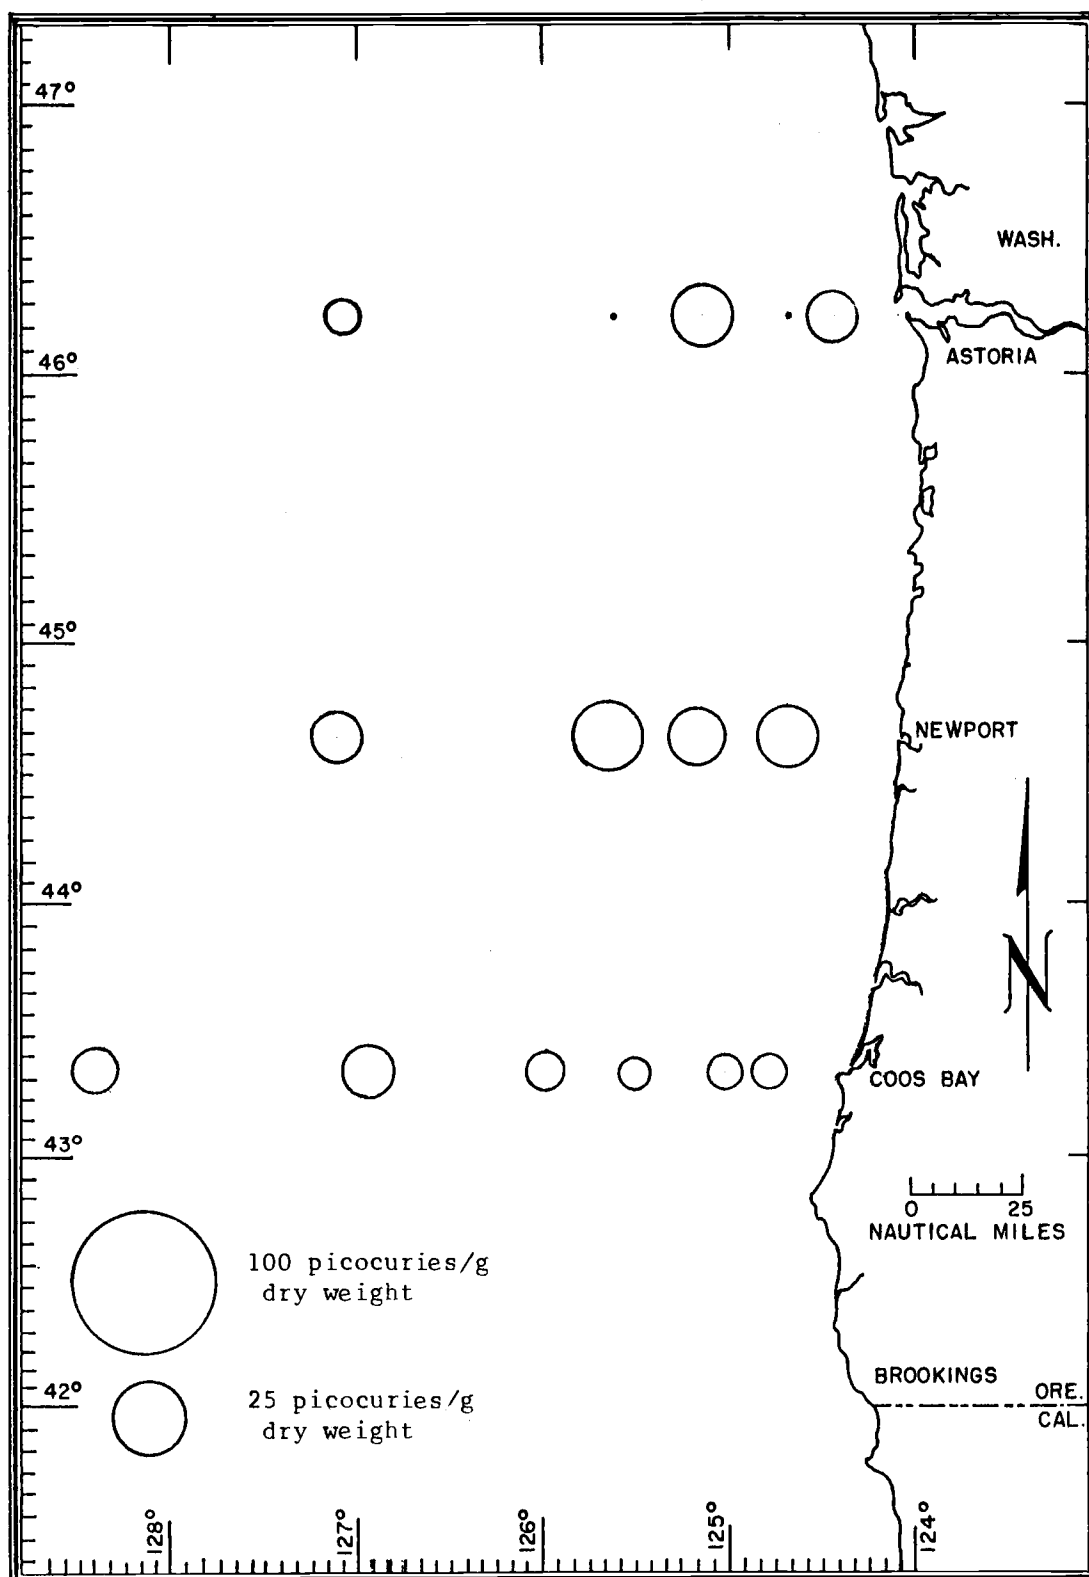 47°
WASH.
46°
ASTORIA
45°
NEWPORT
44°
N
COOS BAY
43°
0 25
NAUTICAL MILES
100 picocuries/g
dry weight
BROOKINGS
42°
ORE.
25 picocuries/g
CAL.
dry weight
128° 127° 126° 125° 124°